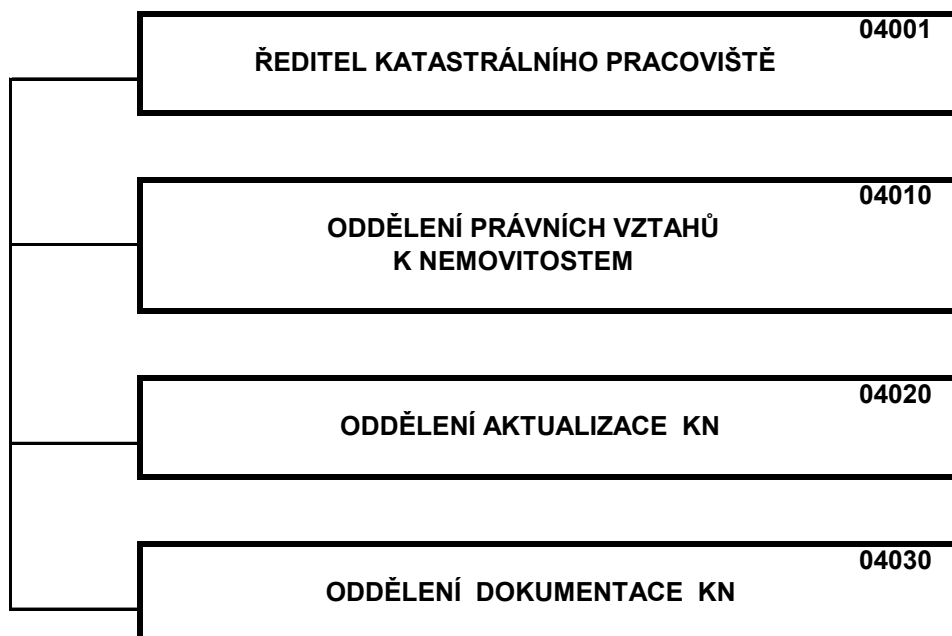 04001
ŘEDITEL KATASTRÁLNÍHO PRACOVIŠTĚ
04010
ODDĚLENÍ PRÁVNÍCH VZTAHŮ
K NEMOVITOSTEM
04020
ODDĚLENÍ AKTUALIZACE KN
04030
ODDĚLENÍ DOKUMENTACE KN